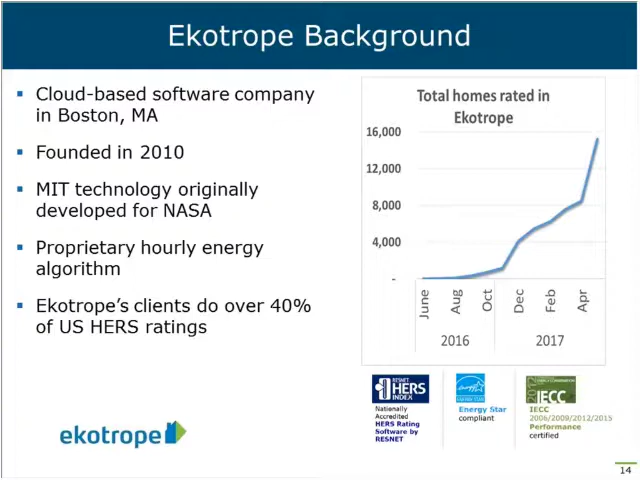 Ekotrope Background
Cloud-based software company
in Boston, MA
Founded in 2010
MIT technology originally
developed for NASA
Proprietary hourly energy
algorithm
Ekotrope's clients do over 40%
of US HERS ratings
Total homes rated in
Ekotrope
16,000
12,000
8,000
4,000
-
June
Aug
Oct
Dec
Feb
Apr
2016
2017
RESNET
HERS
INDEX
Nationally
Accredited
HERS Rating
Software by
RESNET
ENERGY STAR
Energy Star
compliant
2012
IECC
IECC
2006/2009/2012/2015
Performance
certified
ekotrope
14